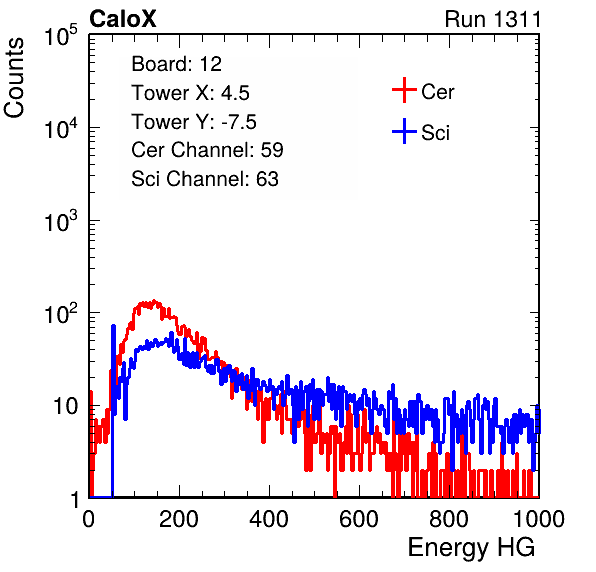 CaloX Run 1311
Counts
10^5
10^4
10^3
10^2
10
1
Board: 12
Tower X: 4.5
Tower Y: -7.5
Cer Channel: 59
Sci Channel: 63
Cer
Sci
0 200 400 600 800 1000
Energy HG